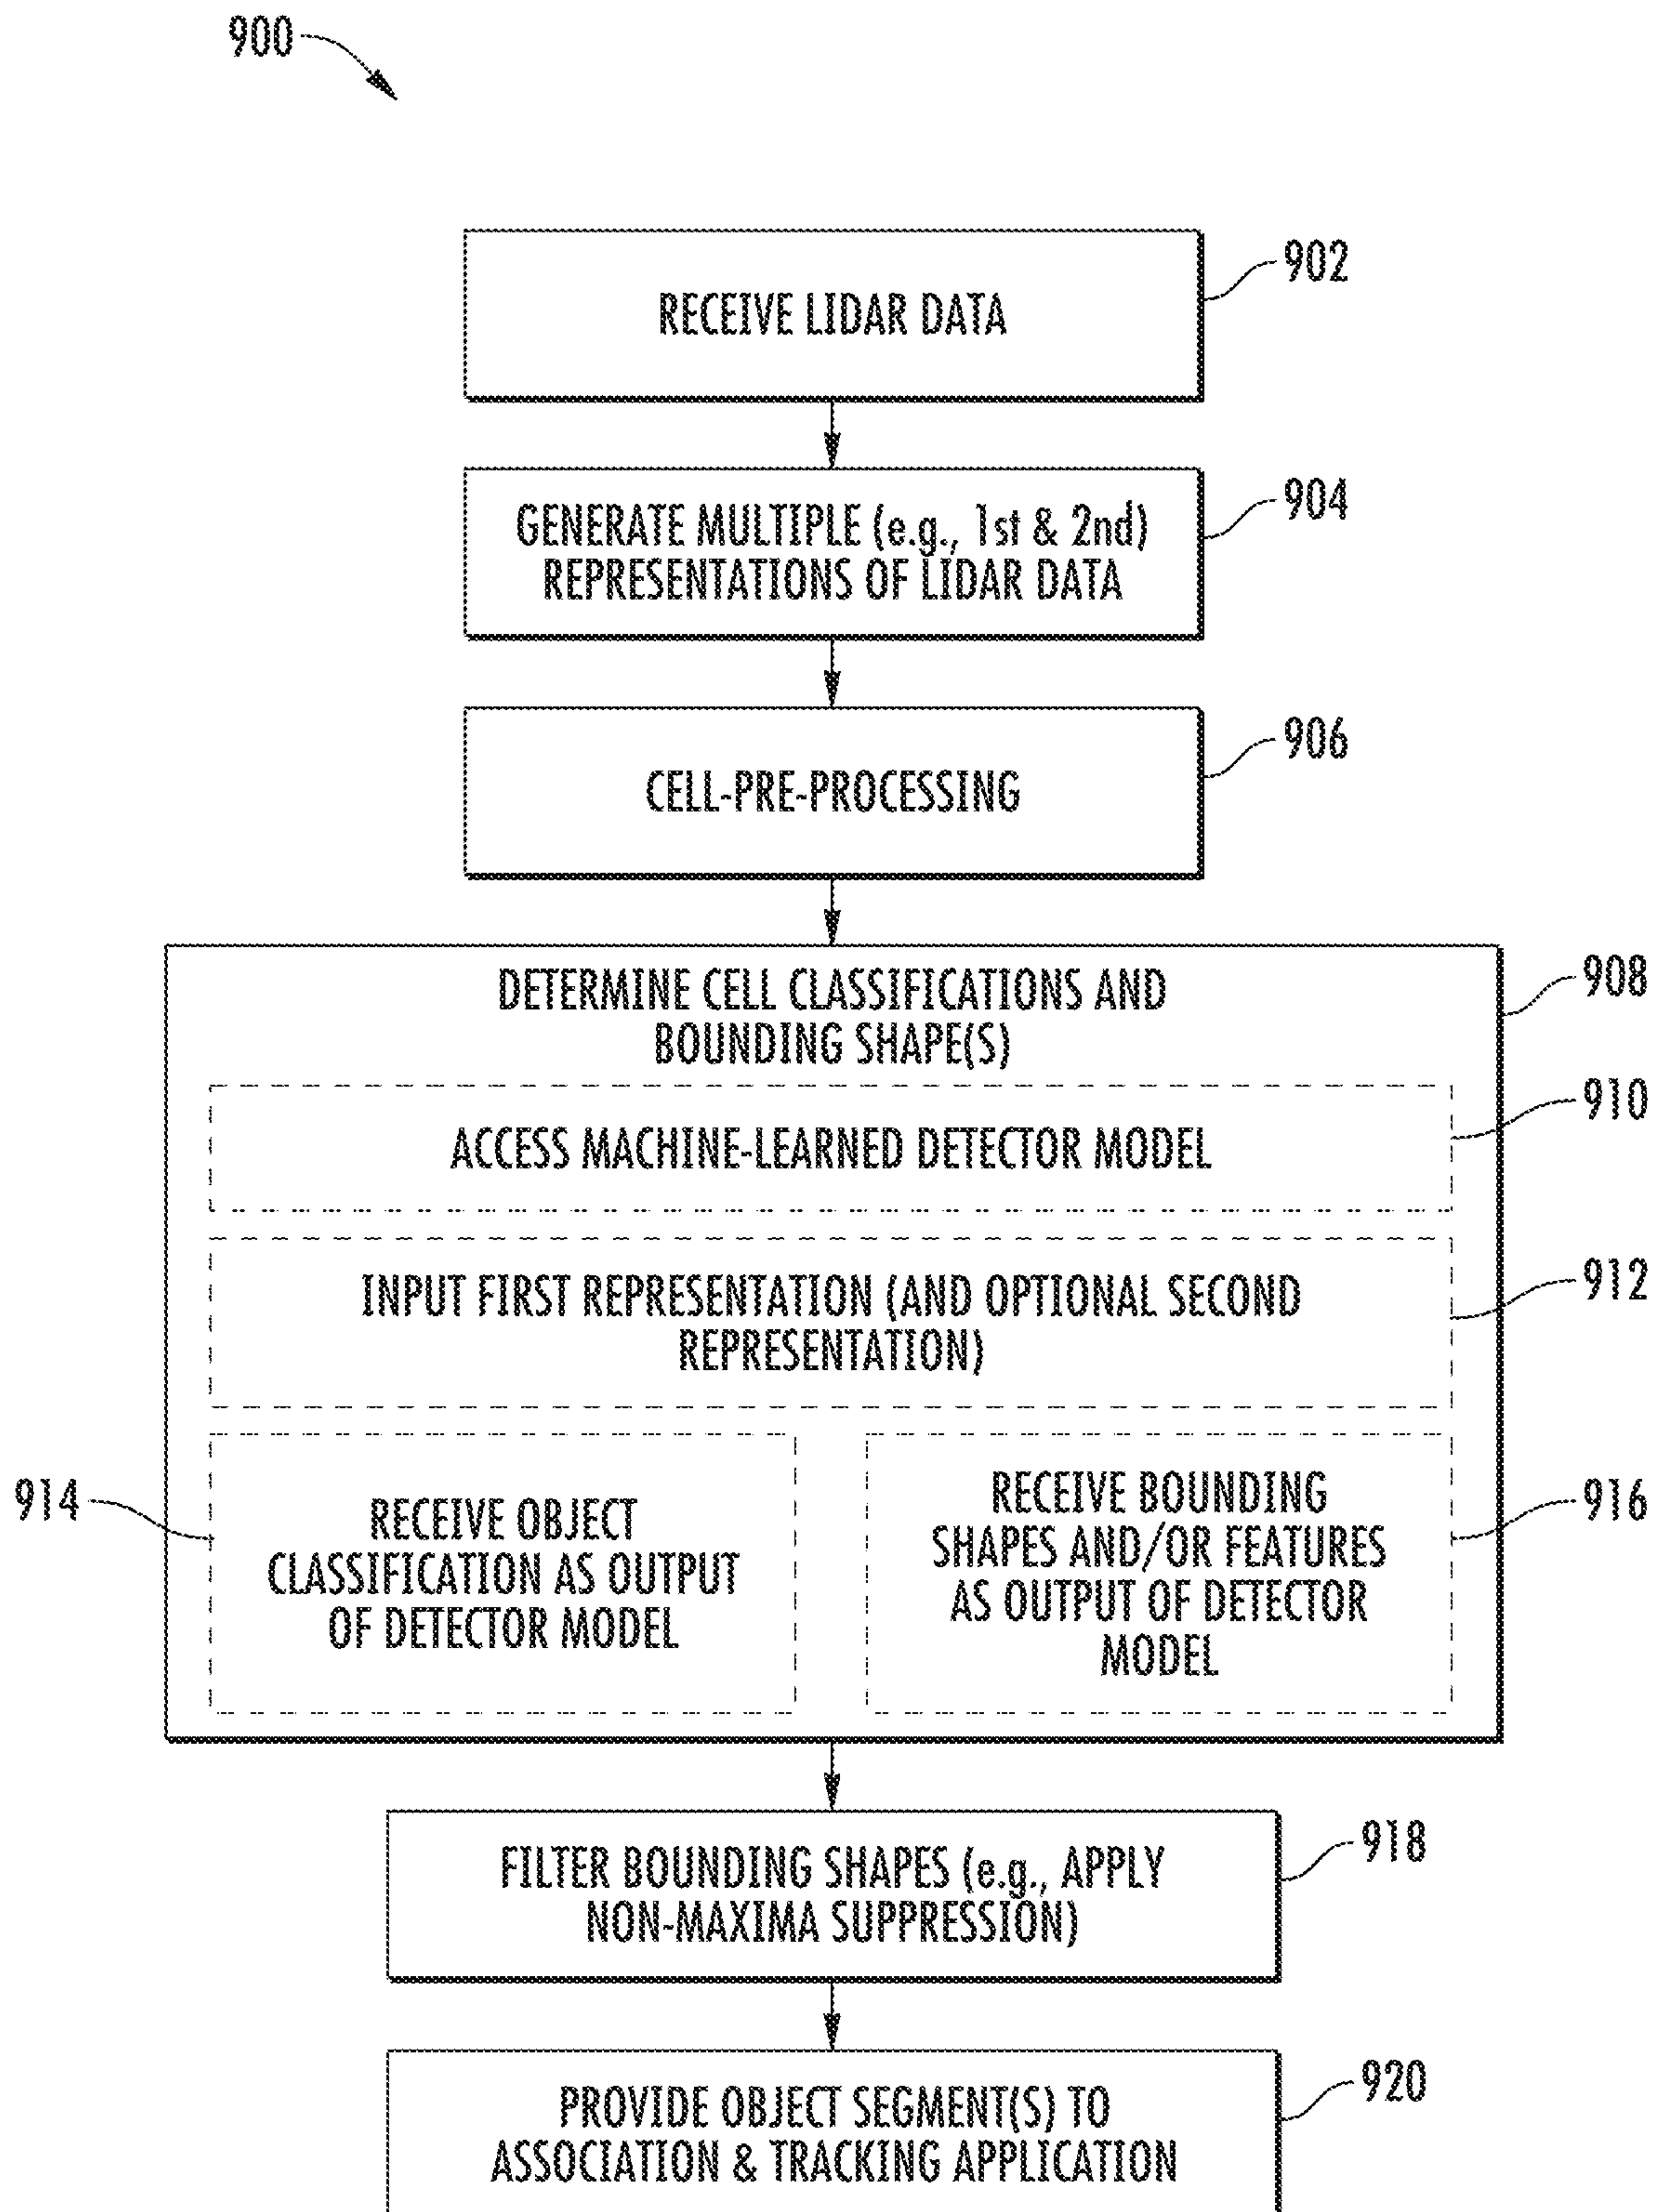 900
RECEIVE LIDAR DATA
902
GENERATE MULTIPLE (e.g., 1st & 2nd)
REPRESENTATIONS OF LIDAR DATA
904
CELL-PRE-PROCESSING
906
DETERMINE CELL CLASSIFICATIONS AND
BOUNDING SHAPE(S)
908
ACCESS MACHINE-LEARNED DETECTOR MODEL
910
INPUT FIRST REPRESENTATION (AND OPTIONAL SECOND
REPRESENTATION)
912
914
RECEIVE OBJECT
CLASSIFICATION AS OUTPUT
OF DETECTOR MODEL
RECEIVE BOUNDING
SHAPES AND/OR FEATURES
AS OUTPUT OF DETECTOR
MODEL
916
FILTER BOUNDING SHAPES (e.g., APPLY
NON-MAXIMA SUPPRESSION)
918
PROVIDE OBJECT SEGMENT(S) TO
ASSOCIATION & TRACKING APPLICATION
920